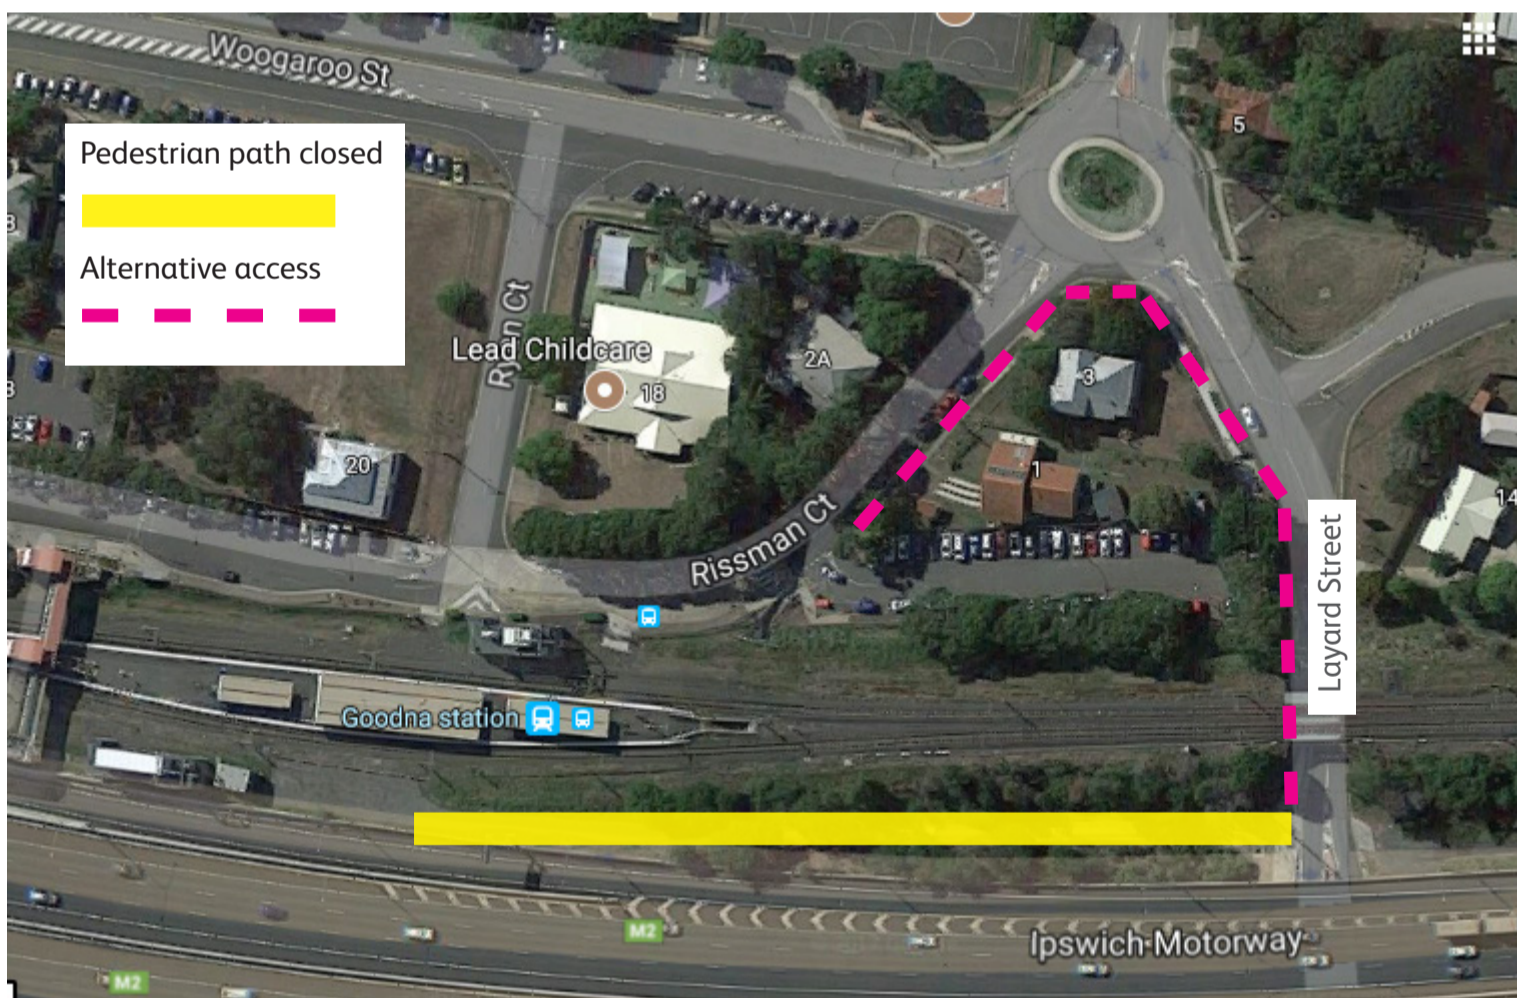 Woogaroo St
Pedestrian path closed
Alternative access
5
Ryan Ct
Lead Childcare
18
2A
3
20
1
14
Rissman Ct
Layard Street
Goodna station
M2
Ipswich Motorway
M2